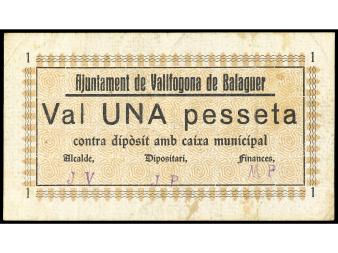 1 1
Ajuntament de Vallfogona de Balaguer
Val UNA pesseta
contra dipòsit amb caixa municipal
Alcalde, Dipositari, Finances,
J V J P M P
1 1